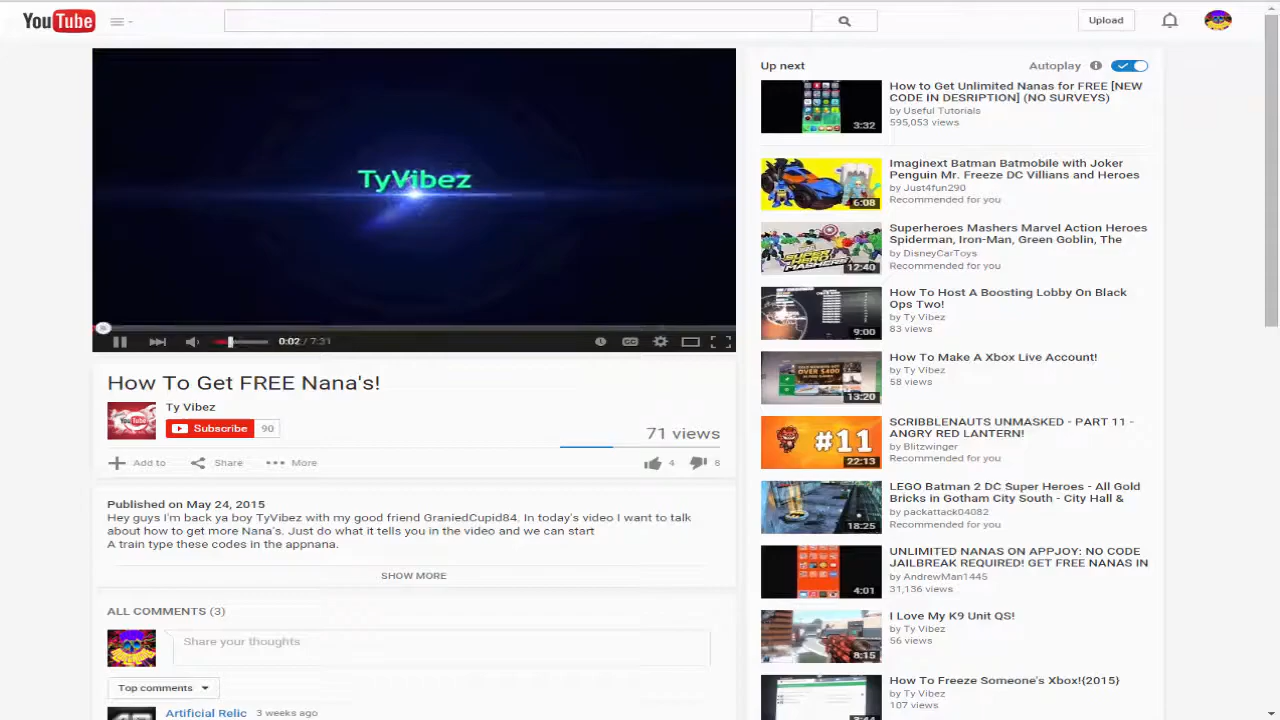 YouTube
Upload
TyVibez
0:02 / 7:31
CC
How To Get FREE Nana's!
Ty Vibez
Subscribe 90
71 views
Add to Share More 4 8
Published on May 24, 2015
Hey guys I'm back ya boy TyVibez with my good friend GraniedCupid84. In today's video I want to talk
about how to get more Nana's. Just do what it tells you in the video and we can start
A train type these codes in the appnana.
SHOW MORE
ALL COMMENTS (3)
Share your thoughts
Top comments
Artificial Relic 3 weeks ago
Up next Autoplay
3:32
How to Get Unlimited Nanas for FREE [NEW
CODE IN DESRIPTION] (NO SURVEYS)
by Useful Tutorials
595,053 views
6:08
Imaginext Batman Batmobile with Joker
Penguin Mr. Freeze DC Villians and Heroes
by Just4fun290
Recommended for you
SUPER HERO
MASHERS
12:40
Superheroes Mashers Marvel Action Heroes
Spiderman, Iron-Man, Green Goblin, The
by DisneyCarToys
Recommended for you
9:00
How To Host A Boosting Lobby On Black
Ops Two!
by Ty Vibez
83 views
OVER $400
13:20
How To Make A Xbox Live Account!
by Ty Vibez
58 views
#11
22:13
SCRIBBLENAUTS UNMASKED - PART 11 -
ANGRY RED LANTERN!
by Blitzwinger
Recommended for you
18:25
LEGO Batman 2 DC Super Heroes - All Gold
Bricks in Gotham City South - City Hall &
by packattack04082
Recommended for you
4:01
UNLIMITED NANAS ON APPJOY: NO CODE
JAILBREAK REQUIRED! GET FREE NANAS IN
by AndrewMan1445
31,136 views
8:15
I Love My K9 Unit QS!
by Ty Vibez
56 views
How To Freeze Someone's Xbox!{2015}
by Ty Vibez
107 views